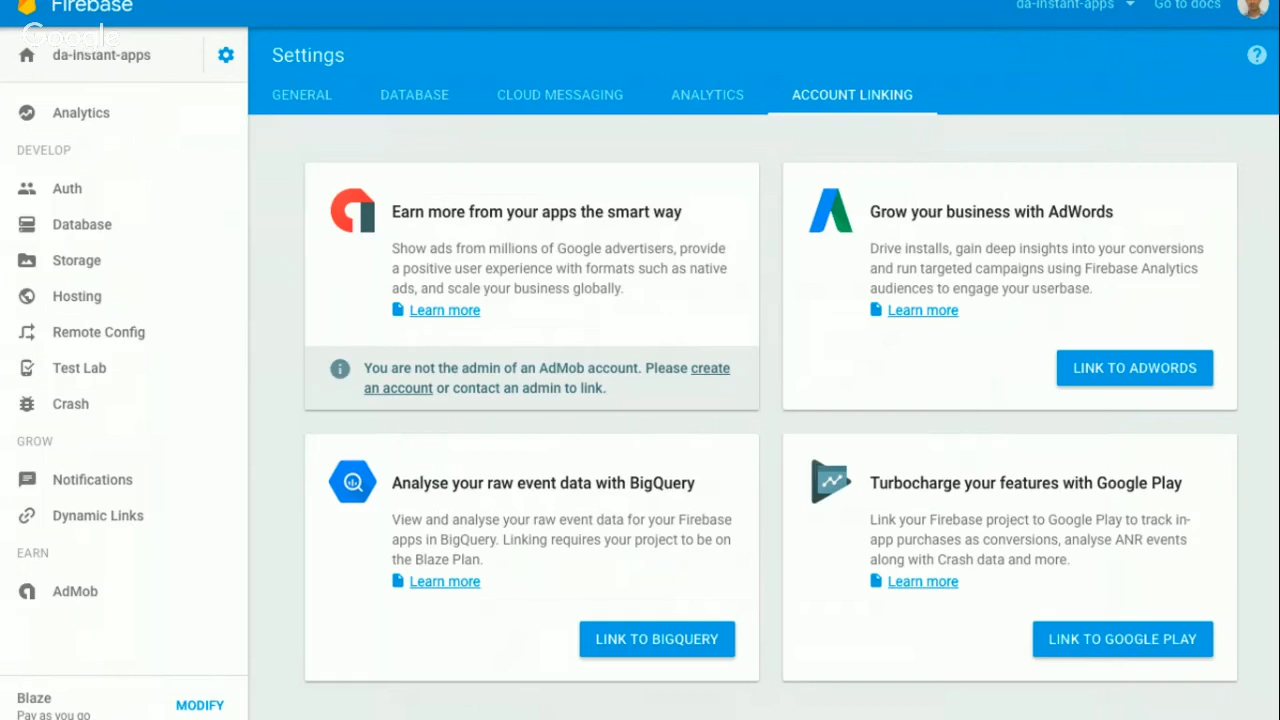 Firebase
da-instant-apps
Go to docs
Google
da-instant-apps
Settings
GENERAL
DATABASE
CLOUD MESSAGING
ANALYTICS
ACCOUNT LINKING
Analytics
DEVELOP
Auth
Database
Storage
Hosting
Remote Config
Test Lab
Crash
GROW
Notifications
Dynamic Links
EARN
AdMob
Blaze
Pay as you go
MODIFY
Earn more from your apps the smart way
Show ads from millions of Google advertisers, provide
a positive user experience with formats such as native
ads, and scale your business globally.
Learn more
You are not the admin of an AdMob account. Please create
an account or contact an admin to link.
Grow your business with AdWords
Drive installs, gain deep insights into your conversions
and run targeted campaigns using Firebase Analytics
audiences to engage your userbase.
Learn more
LINK TO ADWORDS
Analyse your raw event data with BigQuery
View and analyse your raw event data for your Firebase
apps in BigQuery. Linking requires your project to be on
the Blaze Plan.
Learn more
LINK TO BIGQUERY
Turbocharge your features with Google Play
Link your Firebase project to Google Play to track in-
app purchases as conversions, analyse ANR events
along with Crash data and more.
Learn more
LINK TO GOOGLE PLAY